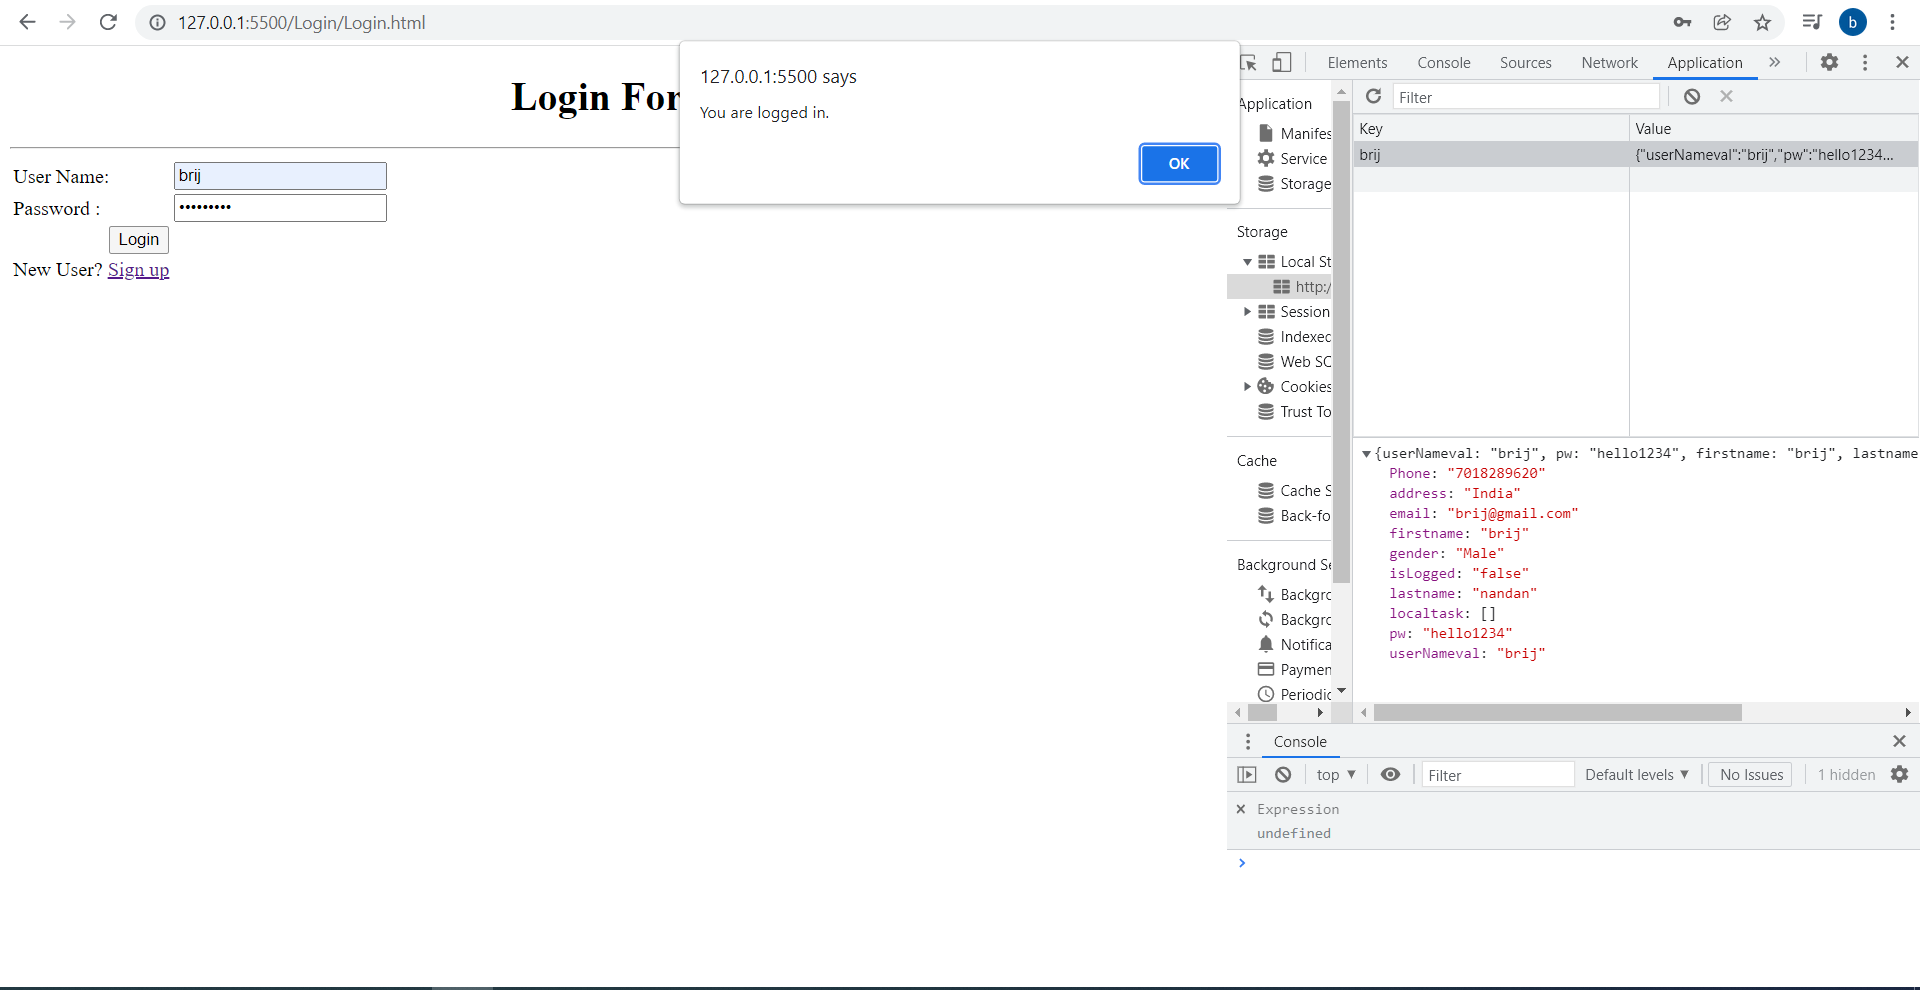 127.0.0.1:5500/Login/Login.html
b
Login For
127.0.0.1:5500 says
You are logged in.
OK
User Name: brij
Password : •••••••••
Login
New User? Sign up
Elements Console Sources Network Application
Application
Manifes
Service
Storage
Storage
Local St
http:/
Session
Indexed
Web SQ
Cookies
Trust To
Cache
Cache S
Back-fo
Background Se
Backgro
Backgro
Notifica
Paymen
Periodic
Filter
Key Value
brij {"userNameval":"brij","pw":"hello1234...
{userNameval: "brij", pw: "hello1234", firstname: "brij", lastname
Phone: "7018289620"
address: "India"
email: "brij@gmail.com"
firstname: "brij"
gender: "Male"
isLogged: "false"
lastname: "nandan"
localtask: []
pw: "hello1234"
userNameval: "brij"
Console
top Filter Default levels No Issues 1 hidden
Expression
undefined